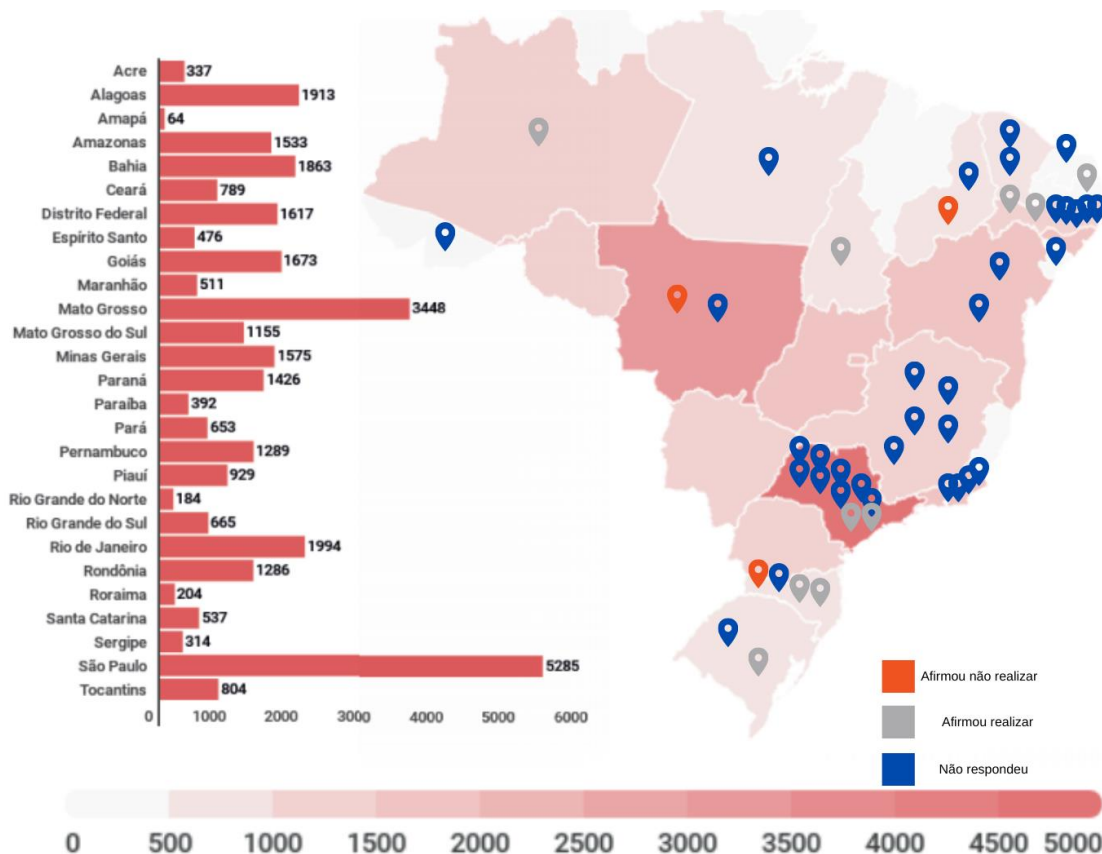 Acre 337
Alagoas 1913
Amapá 64
Amazonas 1533
Bahia 1863
Ceará 789
Distrito Federal 1617
Espírito Santo 476
Goiás 1673
Maranhão 511
Mato Grosso 3448
Mato Grosso do Sul 1155
Minas Gerais 1575
Paraná 1426
Paraíba 392
Pará 653
Pernambuco 1289
Piauí 929
Rio Grande do Norte 184
Rio Grande do Sul 665
Rio de Janeiro 1994
Rondônia 1286
Roraima 204
Santa Catarina 537
Sergipe 314
São Paulo 5285
Tocantins 804
0 1000 2000 3000 4000 5000 6000
Afirmou não realizar
Afirmou realizar
Não respondeu
0 500 1000 1500 2000 2500 3000 3500 4000 4500 5000